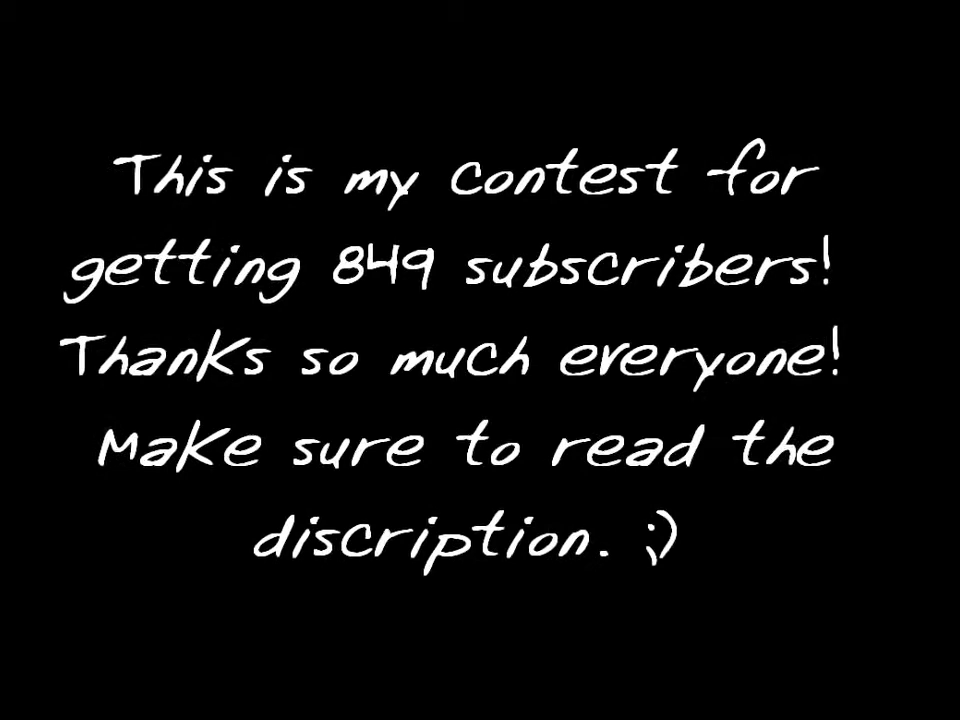 This is my contest for
getting 849 subscribers!
Thanks so much everyone!
Make sure to read the
discription. ;)